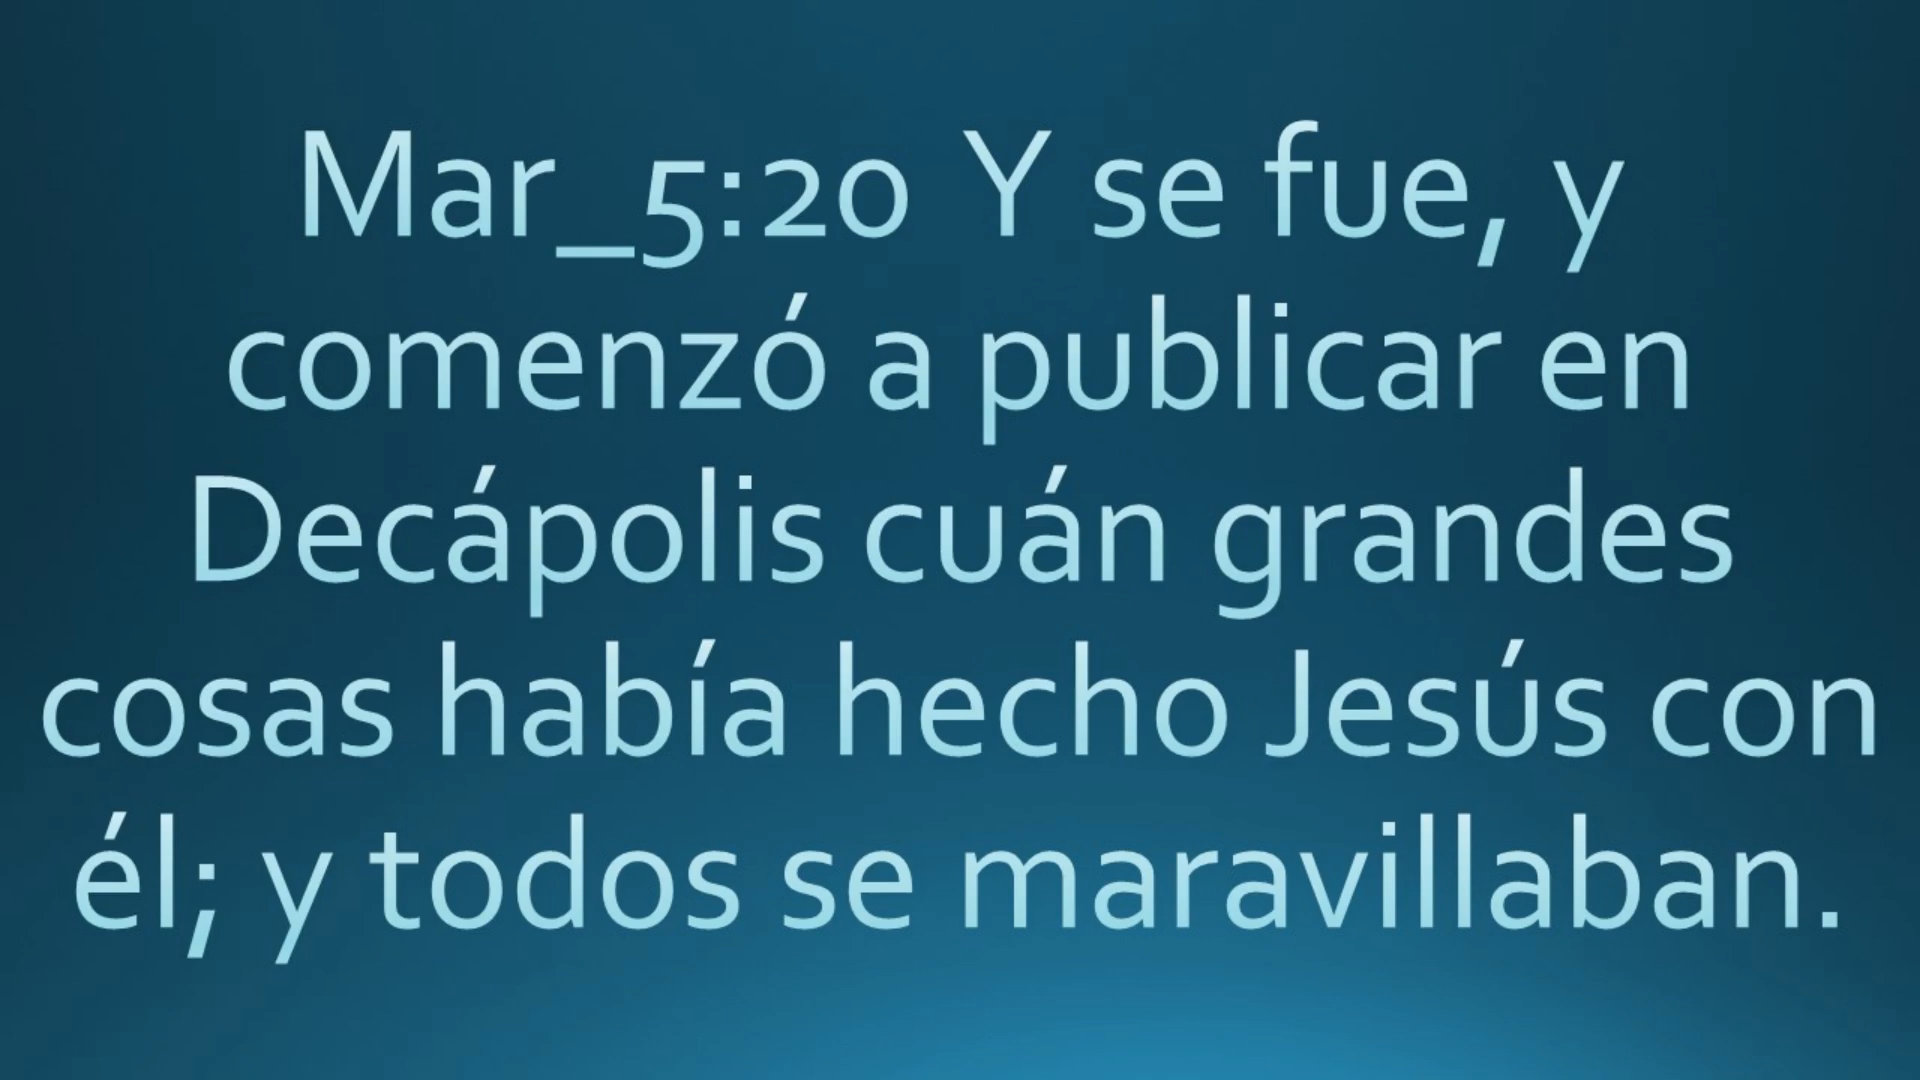 Mar_5:20 Y se fue, y
comenzó a publicar en
Decápolis cuán grandes
cosas había hecho Jesús con
él; y todos se maravillaban.